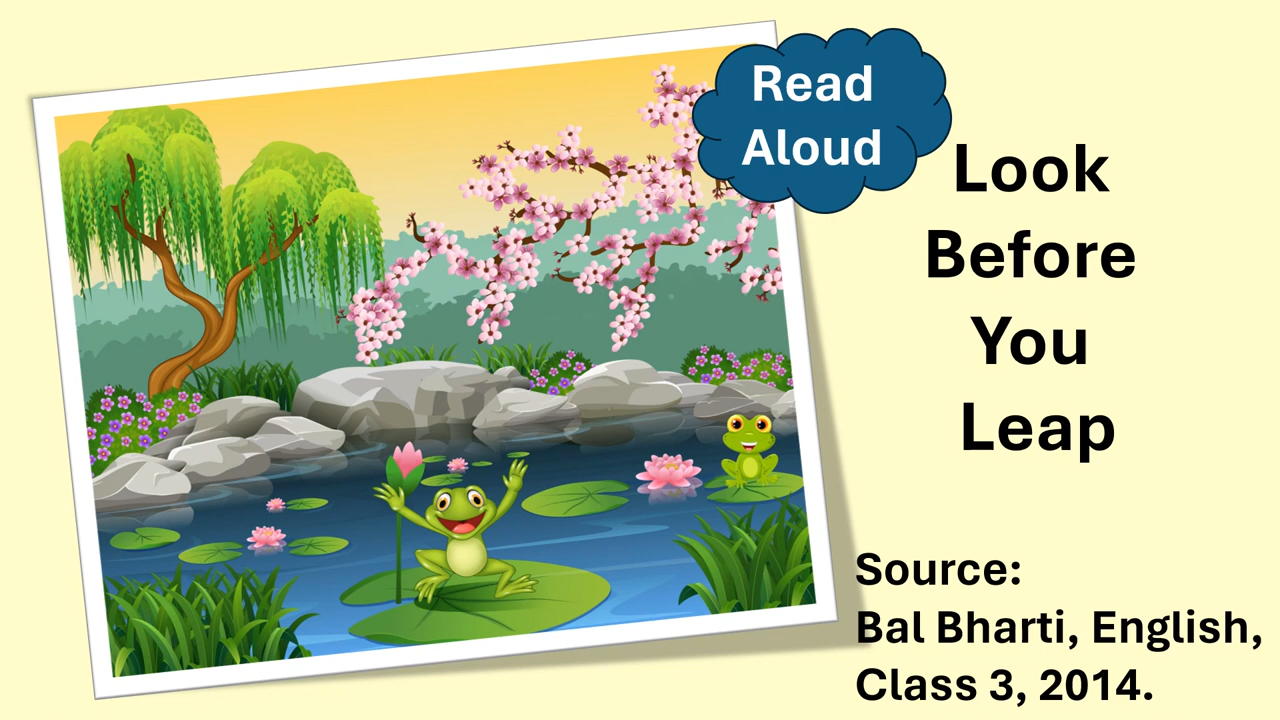 Read
Aloud
Look
Before
You
Leap
Source:
Bal Bharti, English,
Class 3, 2014.